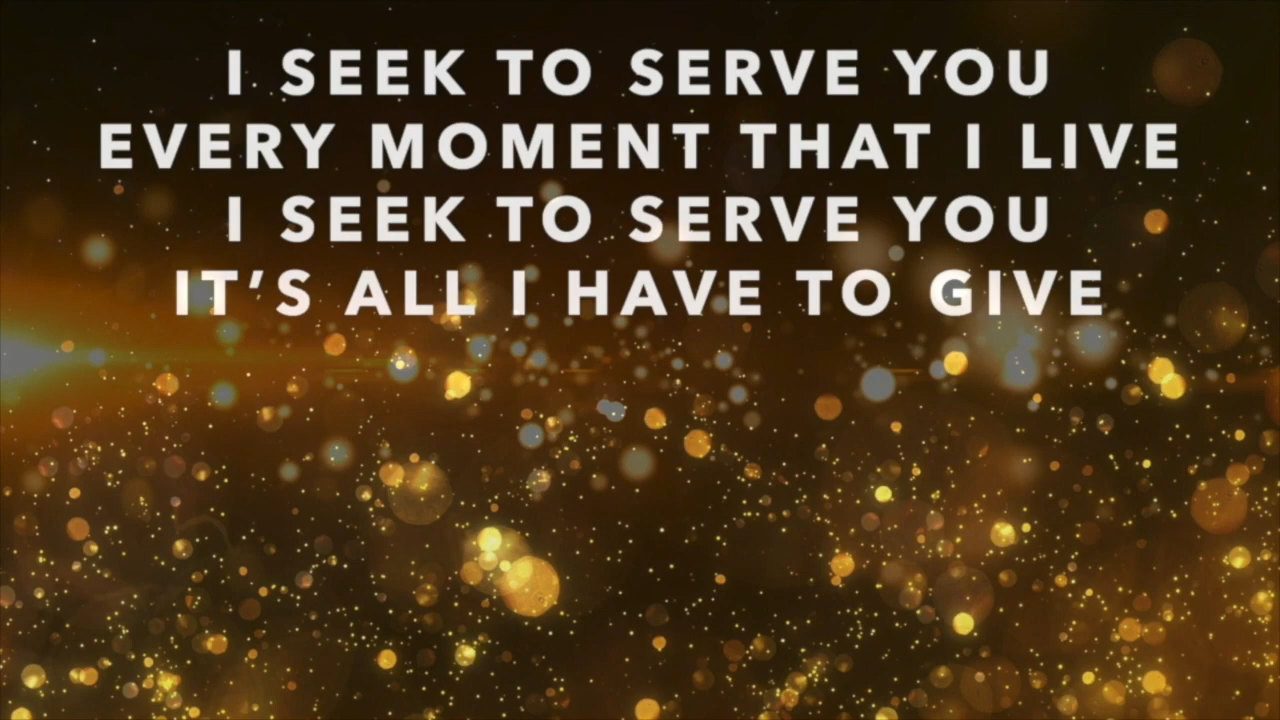 I SEEK TO SERVE YOU
EVERY MOMENT THAT I LIVE
I SEEK TO SERVE YOU
IT’S ALL I HAVE TO GIVE